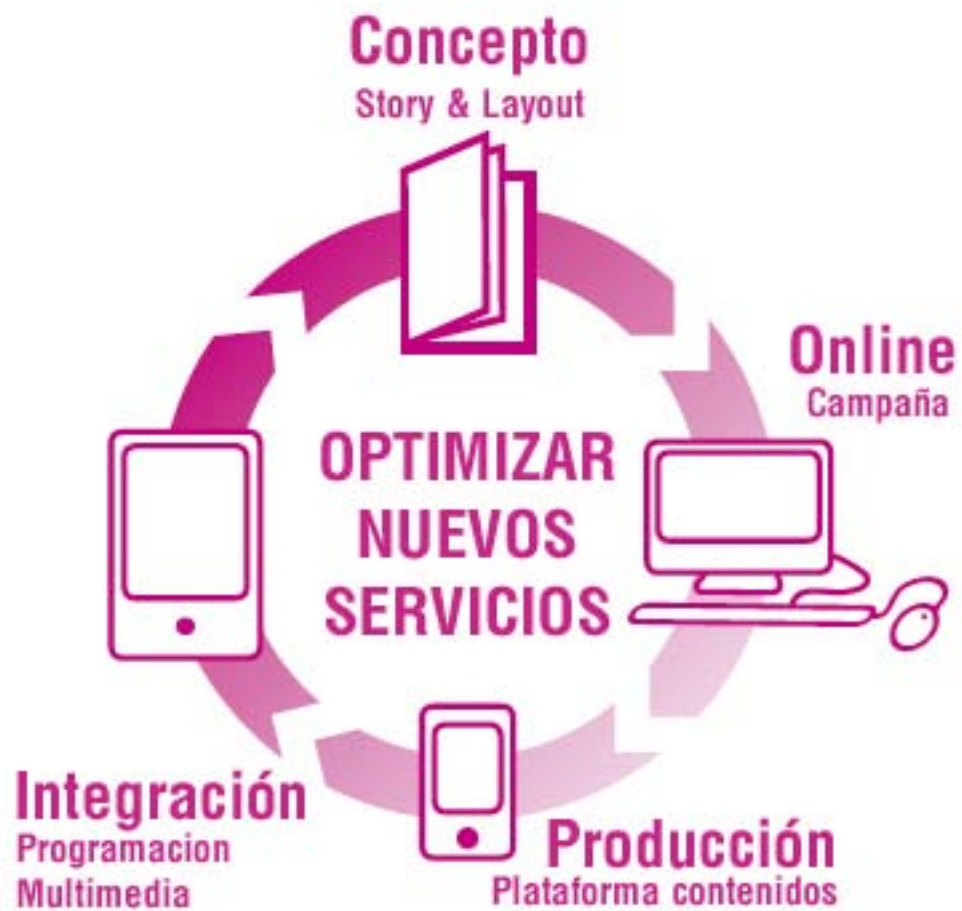 Concepto
Story & Layout
Online
Campaña
OPTIMIZAR
NUEVOS
SERVICIOS
Integración
Programacion
Multimedia
Producción
Plataforma contenidos